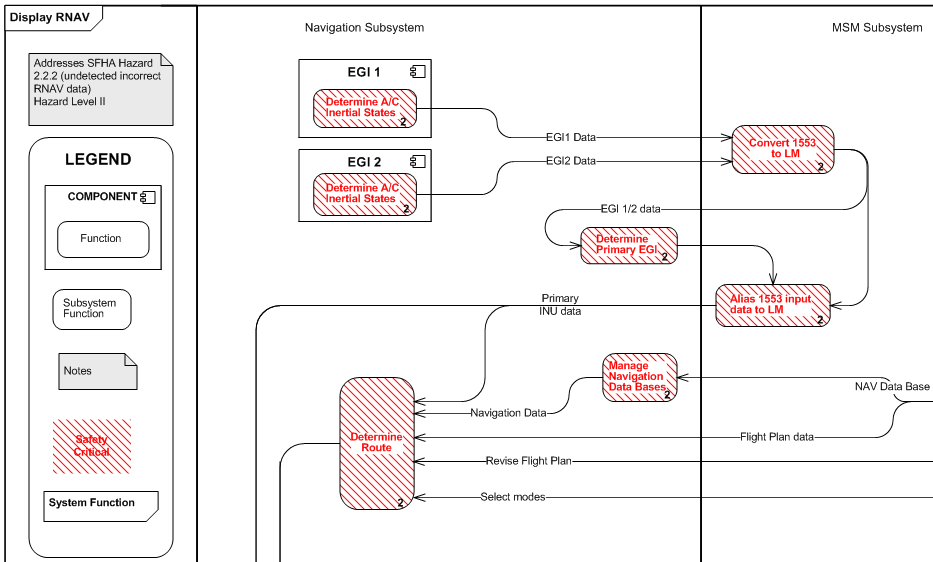 Display RNAV
Addresses SFHA Hazard
2.2.2 (undetected incorrect
RNAV data)
Hazard Level II
LEGEND
COMPONENT
Function
Subsystem
Function
Notes
Safety
Critical
System Function
Navigation Subsystem
MSM Subsystem
EGI 1
Determine A/C
Inertial States
2
EGI1 Data
EGI 2
Determine A/C
Inertial States
2
EGI2 Data
Convert 1553
to LM
2
EGI 1/2 data
Determine
Primary EGI
2
Alias 1553 input
data to LM
2
Primary
INU data
Manage
Navigation
Data Bases
2
NAV Data Base
Navigation Data
Determine
Route
2
Flight Plan data
Revise Flight Plan
Select modes